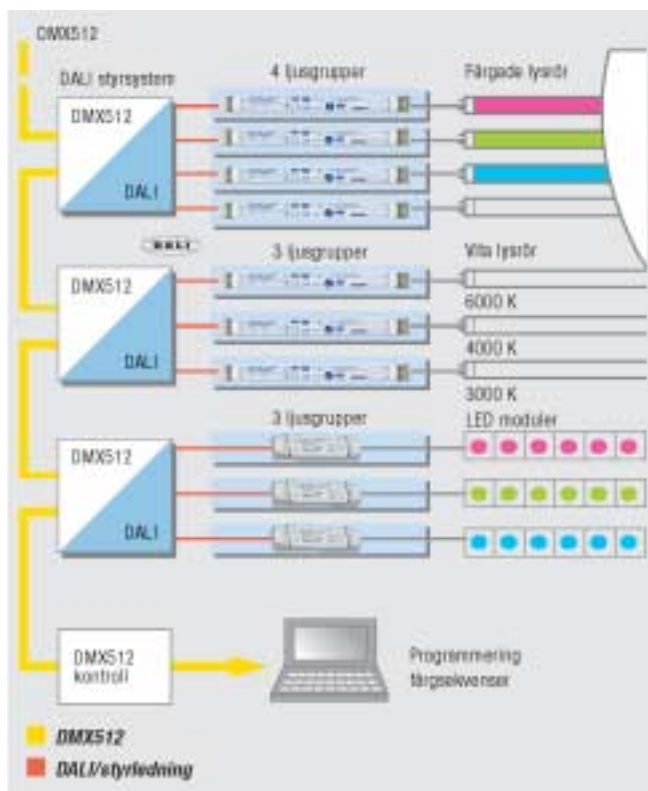 DMX512
DALI styrsystem
4 ljusgrupper
Färgade lysrör
DMX512
DALI
DALI
3 ljusgrupper
Vita lysrör
DMX512
DALI
6000 K
4000 K
3000 K
3 ljusgrupper
LED moduler
DMX512
DALI
DMX512
kontroll
Programmering
färgsekvenser
DMX512
DALI/styrledning